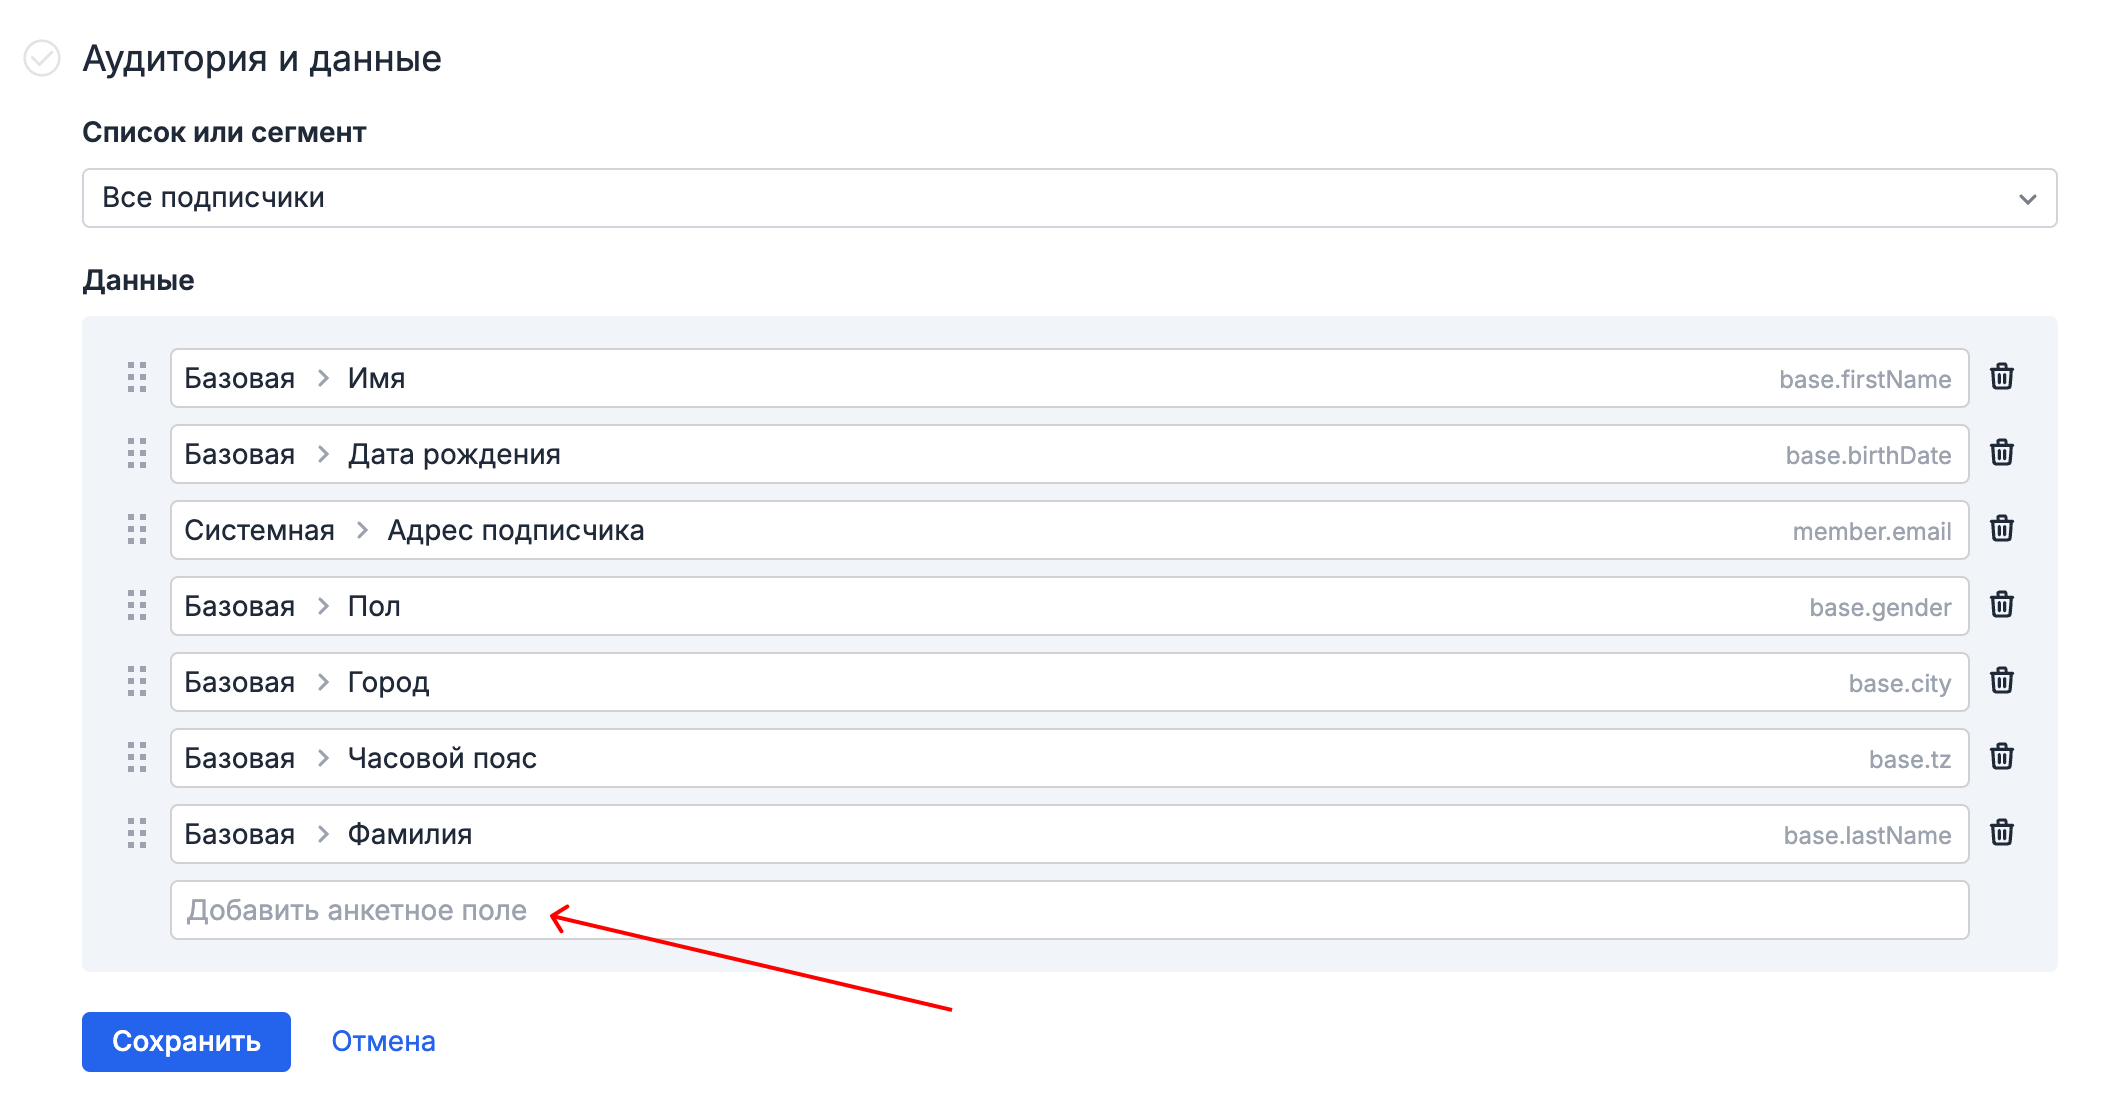 Аудитория и данные
Список или сегмент
Все подписчики
Данные
Базовая > Имя base.firstName
Базовая > Дата рождения base.birthDate
Системная > Адрес подписчика member.email
Базовая > Пол base.gender
Базовая > Город base.city
Базовая > Часовой пояс base.tz
Базовая > Фамилия base.lastName
Добавить анкетное поле
Сохранить Отмена